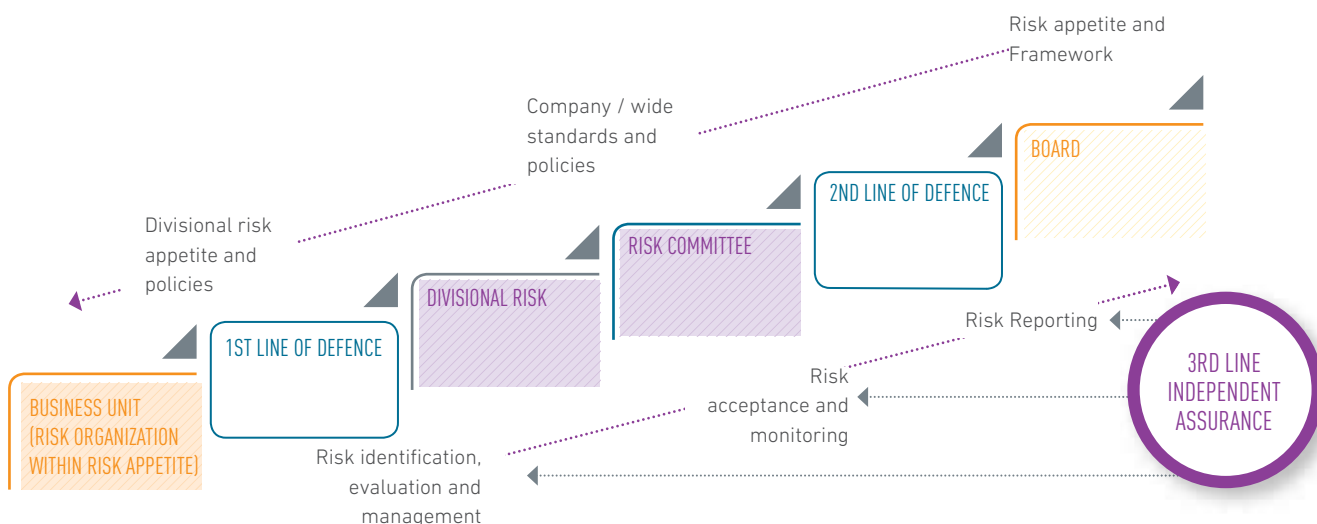 Risk appetite and
Framework
Company / wide
standards and
policies
Divisional risk
appetite and
policies
BOARD
2ND LINE OF DEFENCE
RISK COMMITTEE
DIVISIONAL RISK
1ST LINE OF DEFENCE
BUSINESS UNIT
(RISK ORGANIZATION
WITHIN RISK APPETITE)
Risk identification,
evaluation and
management
Risk
acceptance and
monitoring
Risk Reporting
3RD LINE
INDEPENDENT
ASSURANCE